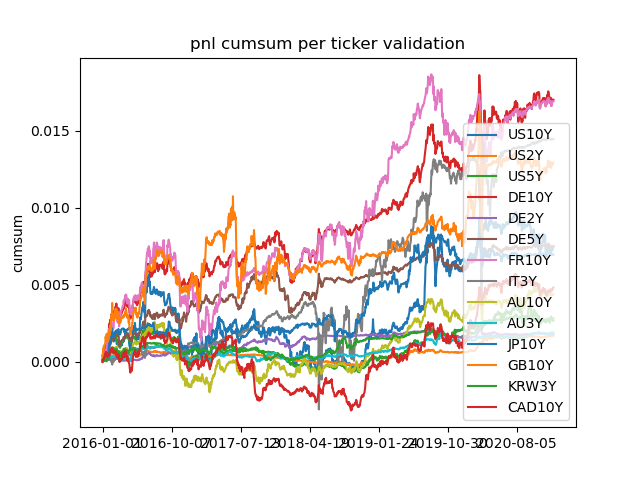 pnl cumsum per ticker validation
cumsum
0.015
0.010
0.005
0.000
US10Y
US2Y
US5Y
DE10Y
DE2Y
DE5Y
FR10Y
IT3Y
AU10Y
AU3Y
JP10Y
GB10Y
KRW3Y
CAD10Y
2016-01-01 2016-10-07 2017-07-13 2018-04-19 2019-01-24 2019-10-30 2020-08-05